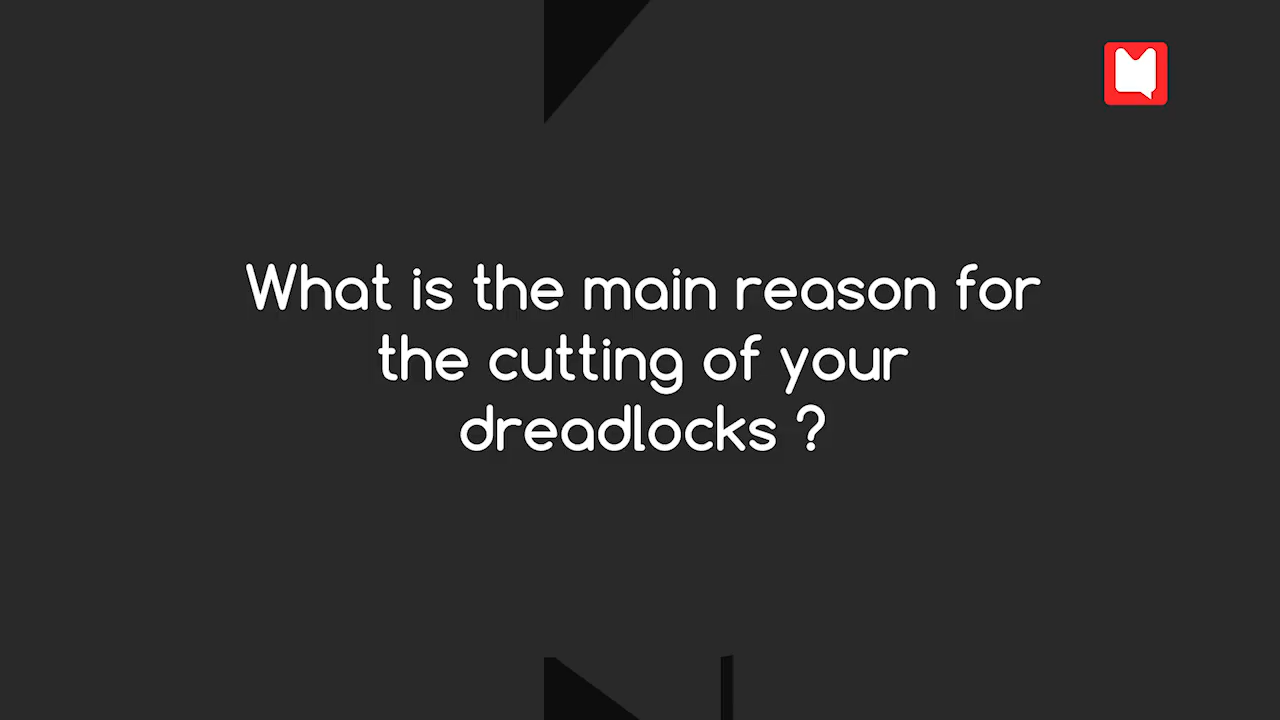 What is the main reason for
the cutting of your
dreadlocks ?